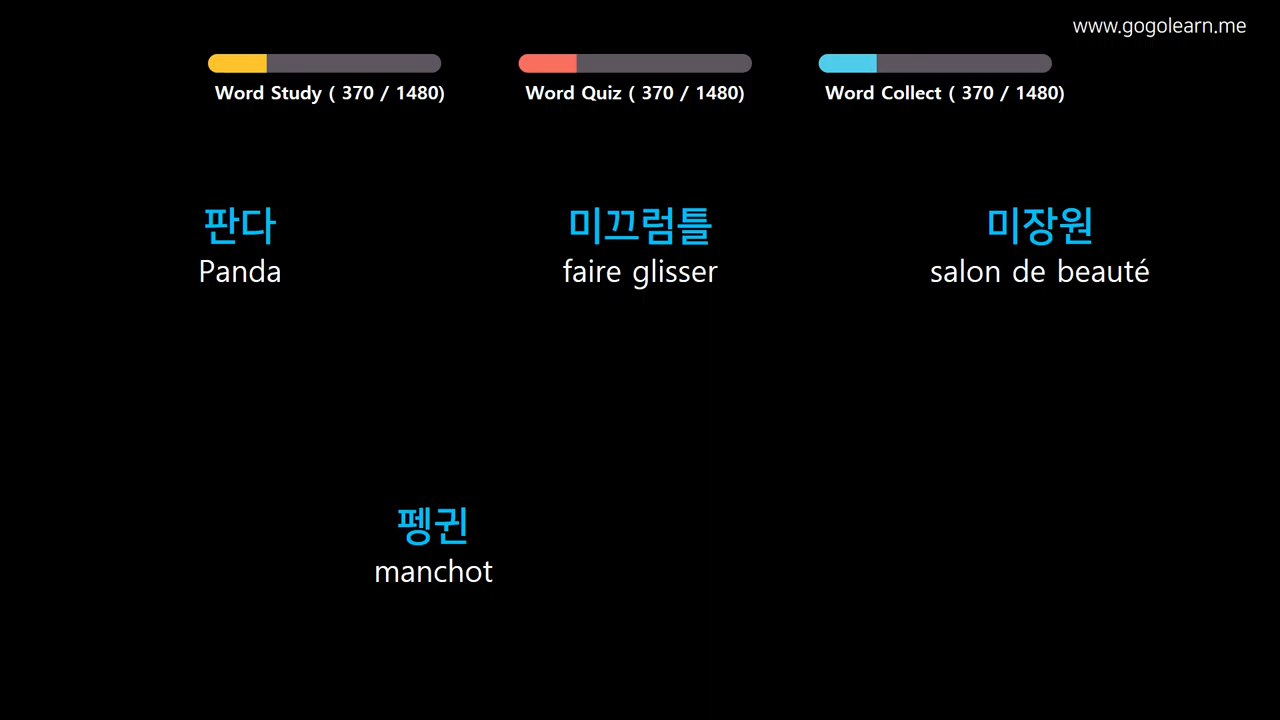 www.gogolearn.me
Word Study ( 370 / 1480)
Word Quiz ( 370 / 1480)
Word Collect ( 370 / 1480)
판다
Panda
미끄럼틀
faire glisser
미장원
salon de beauté
펭귄
manchot